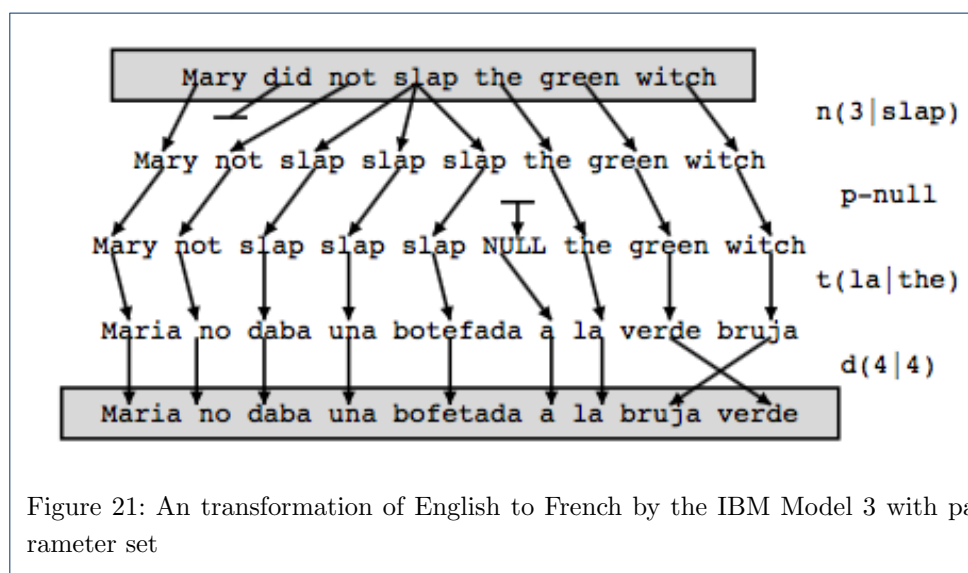 Mary did not slap the green witch
n(3|slap)
Mary not slap slap slap the green witch
p-null
Mary not slap slap slap NULL the green witch
t(la|the)
Maria no daba una botefada a la verde bruja
d(4|4)
Maria no daba una bofetada a la bruja verde
Figure 21: An transformation of English to French by the IBM Model 3 with pa
rameter set